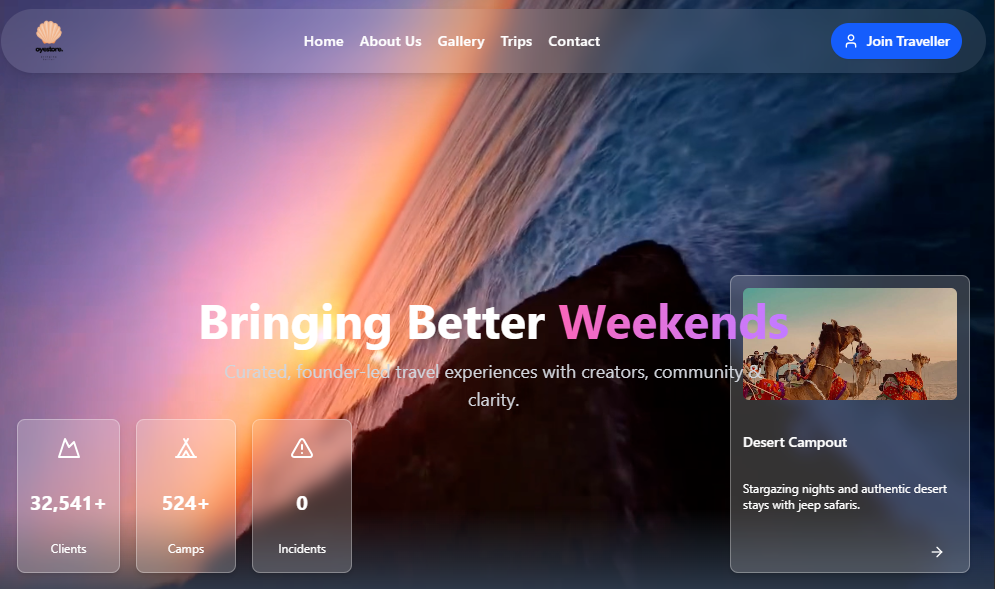 oyestars.
Home About Us Gallery Trips Contact
Join Traveller
Bringing Better Weekends
Curated, founder-led travel experiences with creators, community &
clarity.
32,541+
Clients
524+
Camps
0
Incidents
Desert Campout
Stargazing nights and authentic desert
stays with jeep safaris.